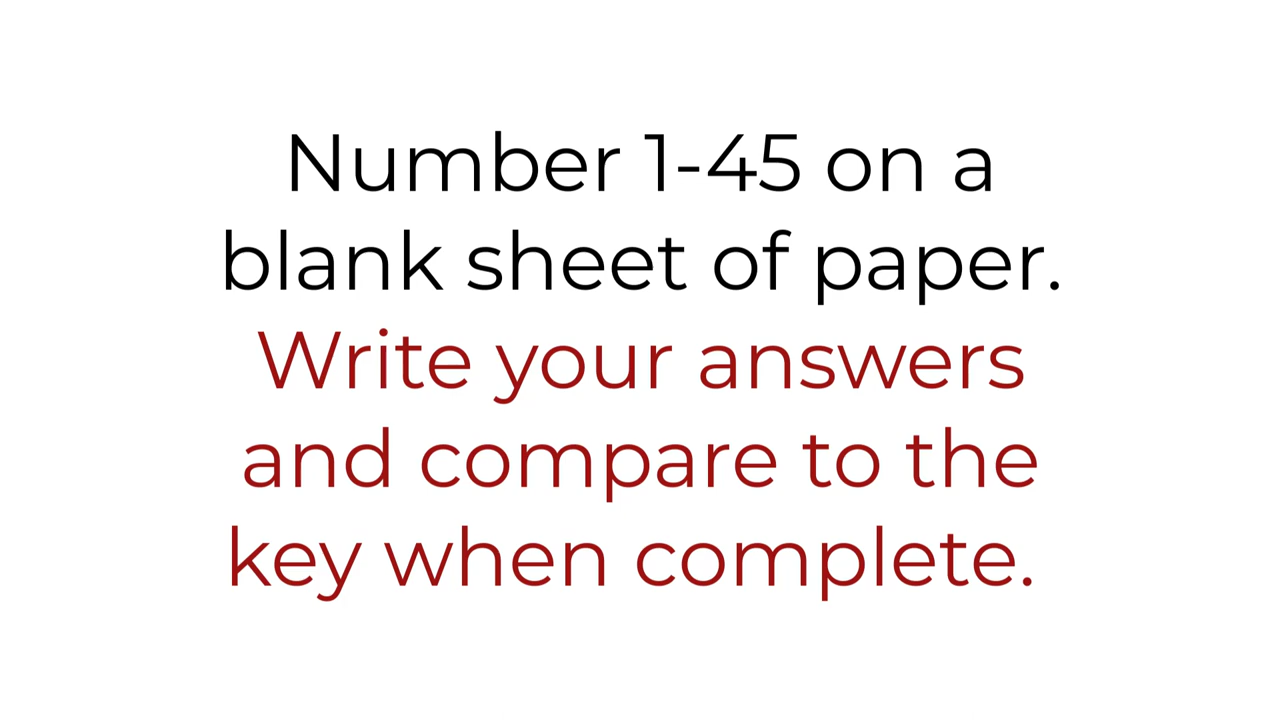 Number 1-45 on a
blank sheet of paper.
Write your answers
and compare to the
key when complete.